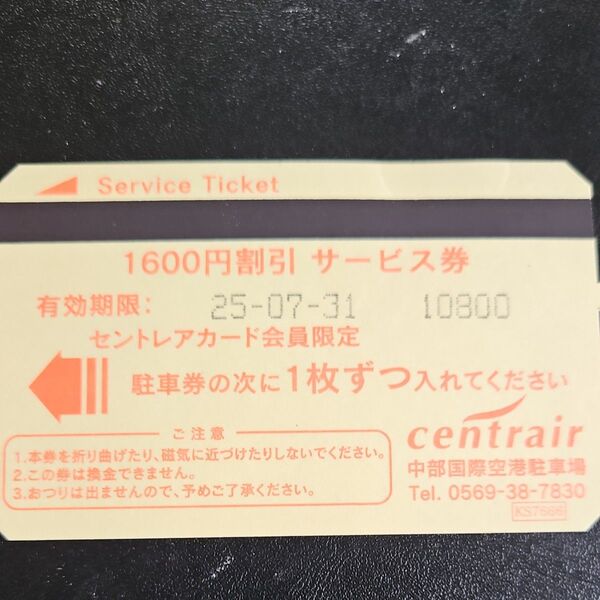 Service Ticket
1600円割引 サービス券
有効期限: 25-07-31 10800
セントレアカード会員限定
駐車券の次に1枚ずつ入れてください
ご注意
1.本券を折り曲げたり、磁気に近づけたりしないでください。
2.この券は換金できません。
3.おつりは出ませんので、予めご了承ください。
centrair
中部国際空港駐車場
Tel. 0569-38-7830
KS7666